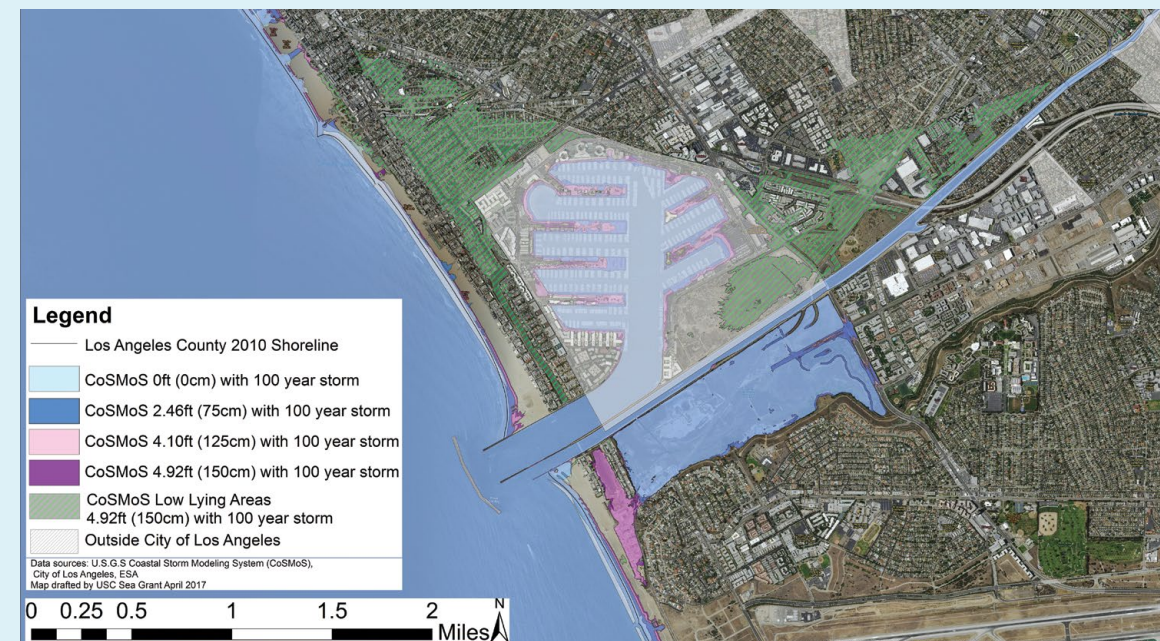 Legend
Los Angeles County 2010 Shoreline
CoSMoS 0ft (0cm) with 100 year storm
CoSMoS 2.46ft (75cm) with 100 year storm
CoSMoS 4.10ft (125cm) with 100 year storm
CoSMoS 4.92ft (150cm) with 100 year storm
CoSMoS Low Lying Areas
4.92ft (150cm) with 100 year storm
Outside City of Los Angeles
Data sources: U.S.G.S Coastal Storm Modeling System (CoSMoS),
City of Los Angeles, ESA
Map drafted by USC Sea Grant April 2017
0 0.25 0.5 1 1.5 2
Miles
N